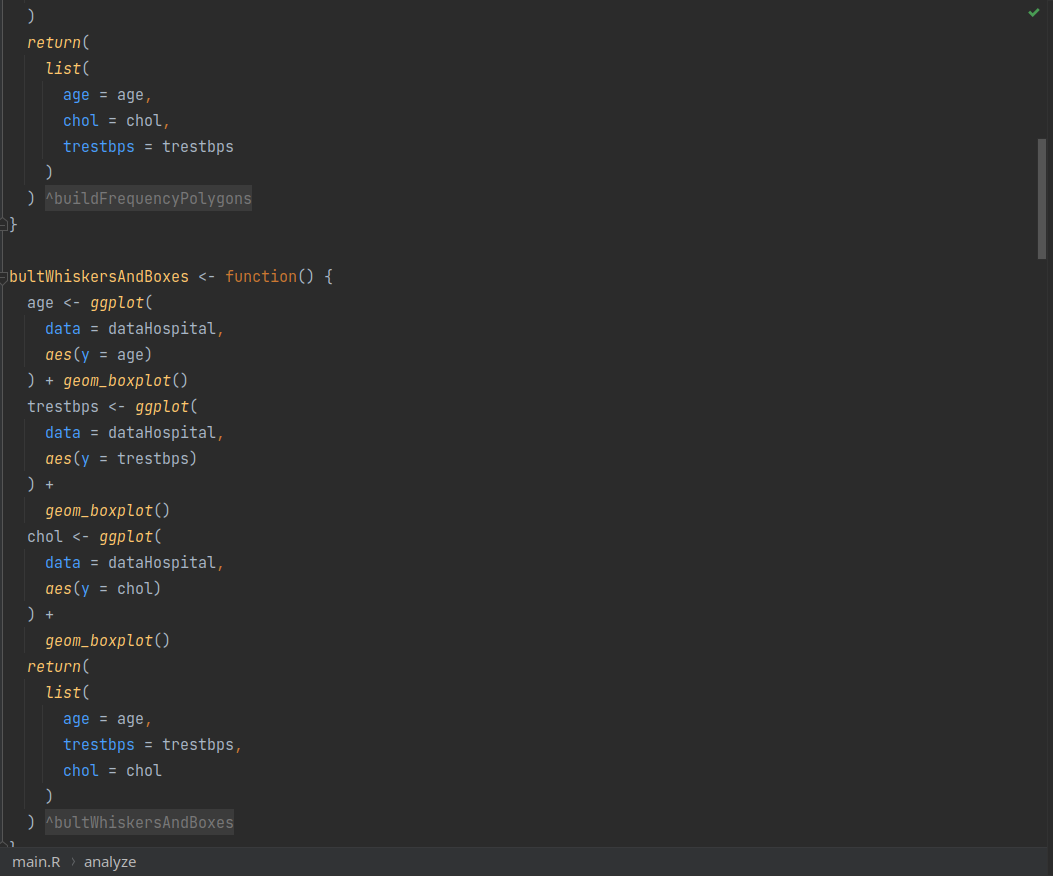 )
  return(
    list(
      age = age,
      chol = chol,
      trestbps = trestbps
    )
  ) ^buildFrequencyPolygons
}

bultWhiskersAndBoxes <- function() {
  age <- ggplot(
    data = dataHospital,
    aes(y = age)
  ) + geom_boxplot()
  trestbps <- ggplot(
    data = dataHospital,
    aes(y = trestbps)
  ) +
    geom_boxplot()
  chol <- ggplot(
    data = dataHospital,
    aes(y = chol)
  ) +
    geom_boxplot()
  return(
    list(
      age = age,
      trestbps = trestbps,
      chol = chol
    )
  ) ^bultWhiskersAndBoxes
}
main.R › analyze